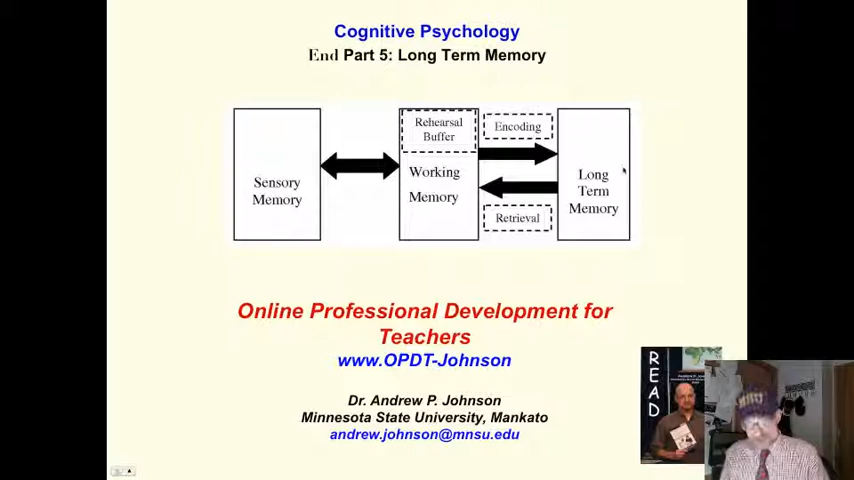 Cognitive Psychology
End Part 5: Long Term Memory
Rehearsal
Buffer
Encoding
Working
Memory
Sensory
Memory
Long
Term
Memory
Retrieval
Online Professional Development for
Teachers
www.OPDT-Johnson
Dr. Andrew P. Johnson
Minnesota State University, Mankato
andrew.johnson@mnsu.edu
READ